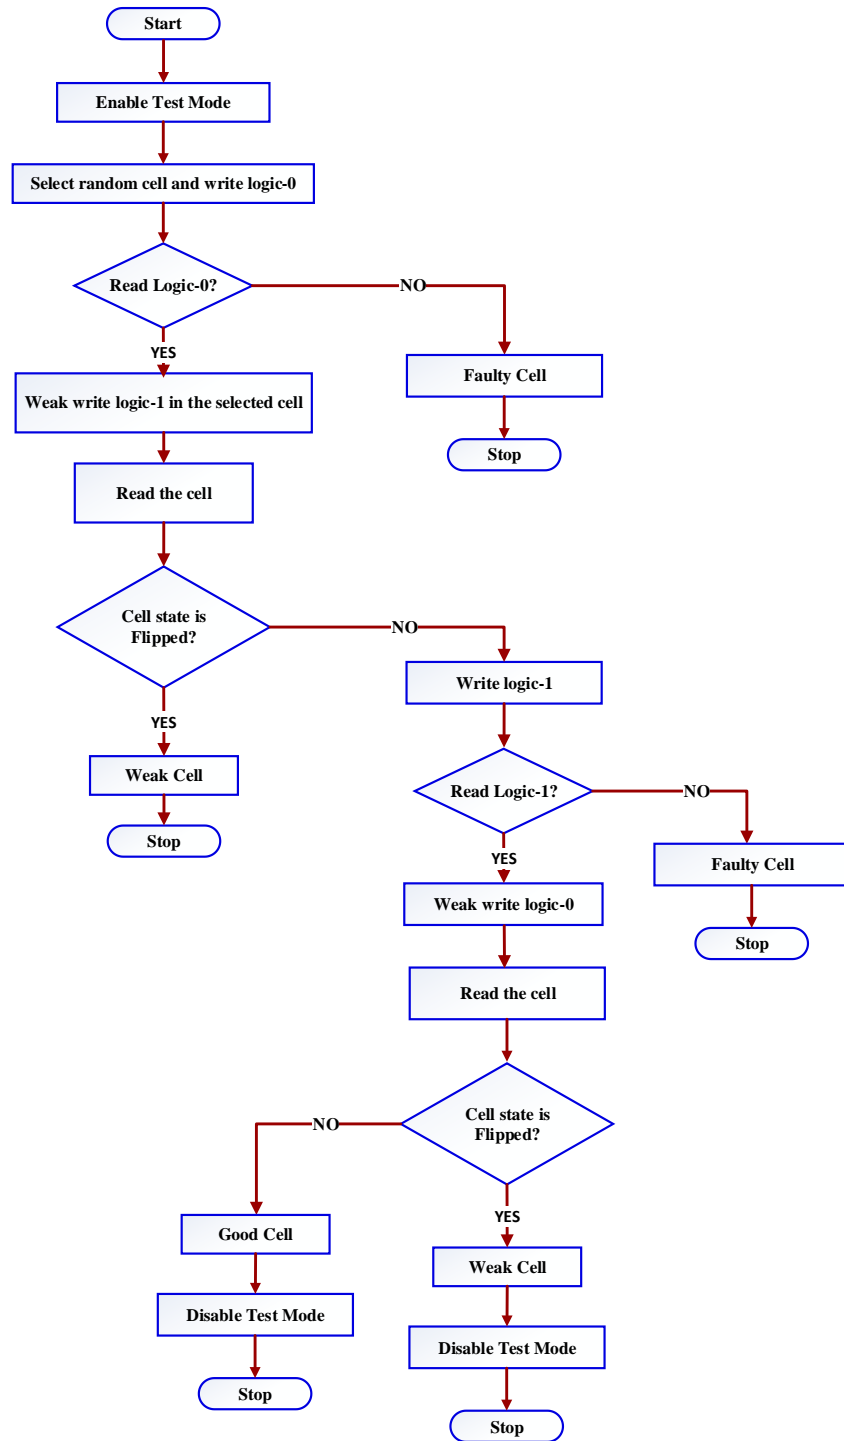 Start
Enable Test Mode
Select random cell and write logic-0
Read Logic-0?
NO
YES
Faulty Cell
Weak write logic-1 in the selected cell
Stop
Read the cell
Cell state is
Flipped?
NO
Write logic-1
YES
Weak Cell
Read Logic-1?
NO
Stop
YES
Faulty Cell
Weak write logic-0
Stop
Read the cell
Cell state is
Flipped?
NO
YES
Good Cell
Weak Cell
Disable Test Mode
Disable Test Mode
Stop
Stop